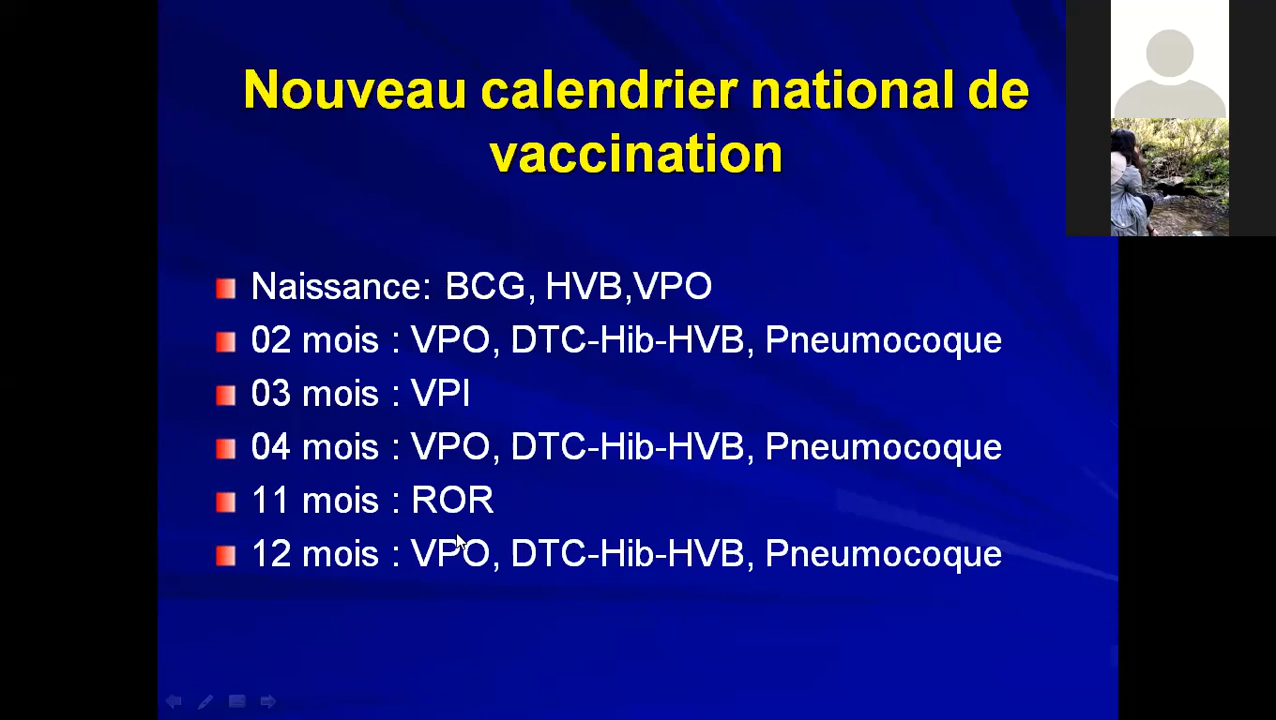 Nouveau calendrier national de
vaccination
Naissance: BCG, HVB,VPO
02 mois : VPO, DTC-Hib-HVB, Pneumocoque
03 mois : VPI
04 mois : VPO, DTC-Hib-HVB, Pneumocoque
11 mois : ROR
12 mois : VPO, DTC-Hib-HVB, Pneumocoque